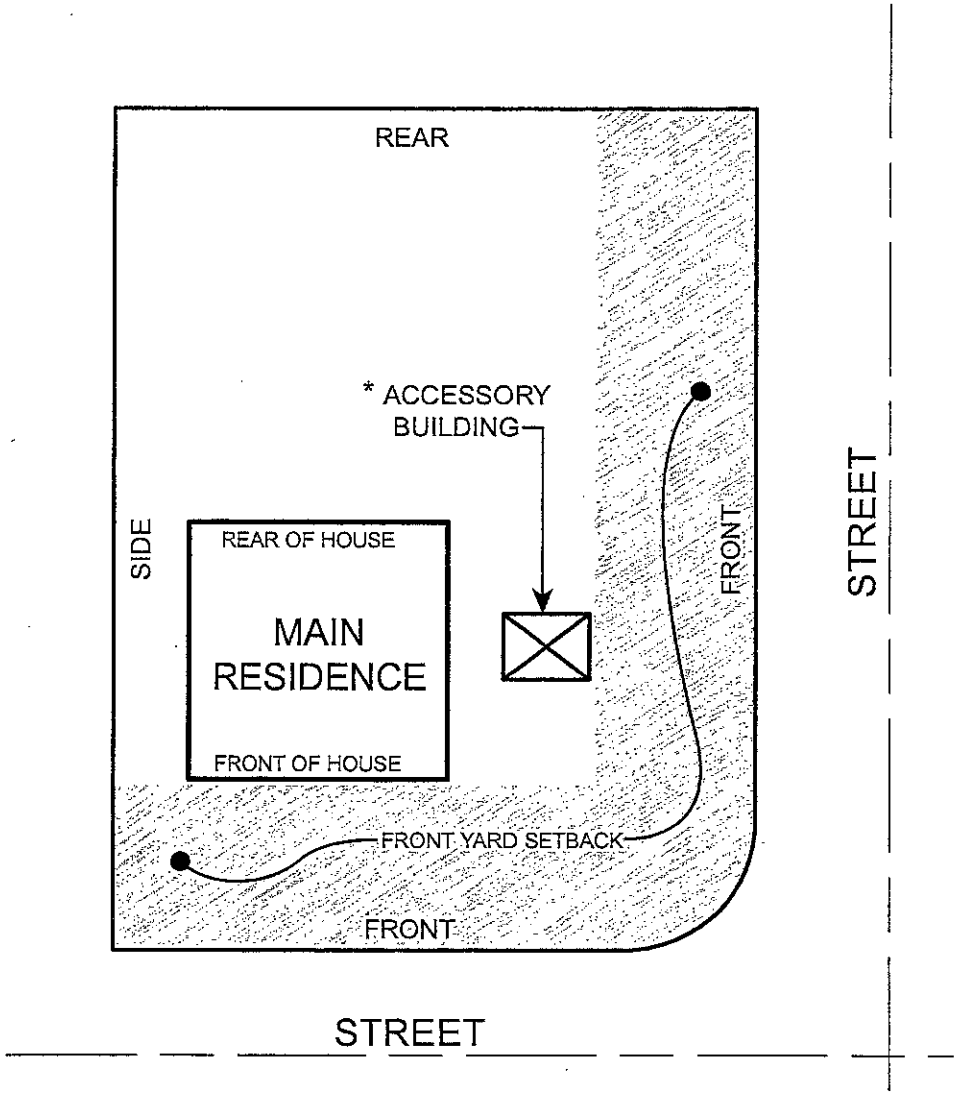 REAR
* ACCESSORY
BUILDING
STREET
FRONT
SIDE
REAR OF HOUSE
MAIN
RESIDENCE
FRONT OF HOUSE
FRONT YARD SETBACK
FRONT
STREET